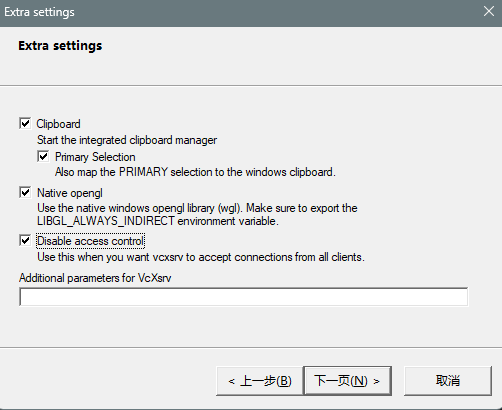 Extra settings
Extra settings
Clipboard
Start the integrated clipboard manager
Primary Selection
Also map the PRIMARY selection to the windows clipboard.
Native opengl
Use the native windows opengl library (wgl). Make sure to export the
LIBGL_ALWAYS_INDIRECT environment variable.
Disable access control
Use this when you want vcxsrv to accept connections from all clients.
Additional parameters for VcXsrv
< 上一步(B) 下一页(N) > 取消